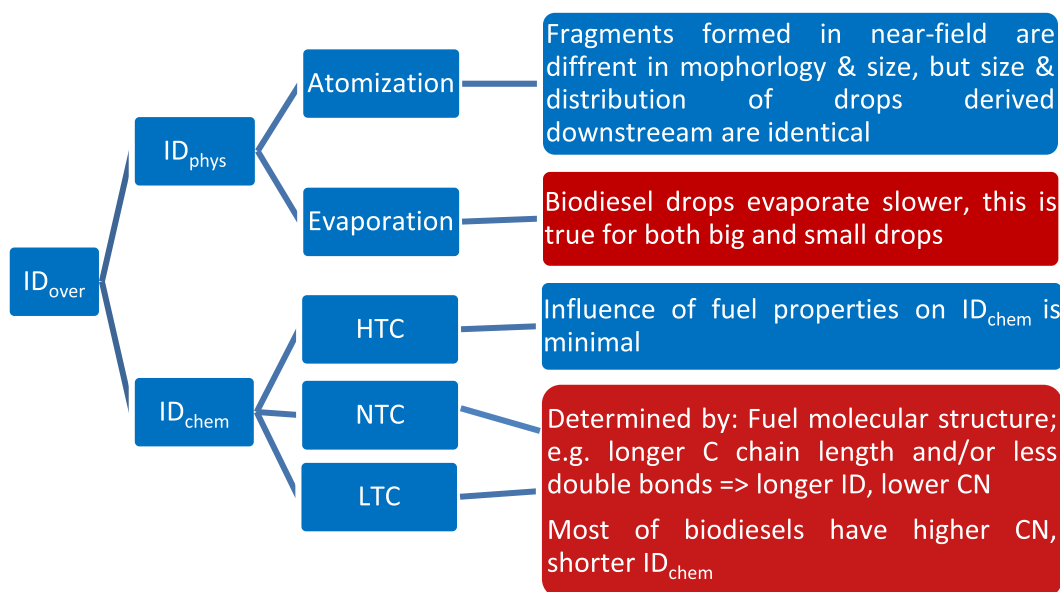 Atomization
Fragments formed in near-field are
diffrent in mophorlogy & size, but size &
distribution of drops derived
downstreeam are identical
ID_phys
Evaporation
Biodiesel drops evaporate slower, this is
true for both big and small drops
ID_over
HTC
Influence of fuel properties on ID_chem is
minimal
ID_chem
NTC
LTC
Determined by: Fuel molecular structure;
e.g. longer C chain length and/or less
double bonds => longer ID, lower CN
Most of biodiesels have higher CN,
shorter ID_chem